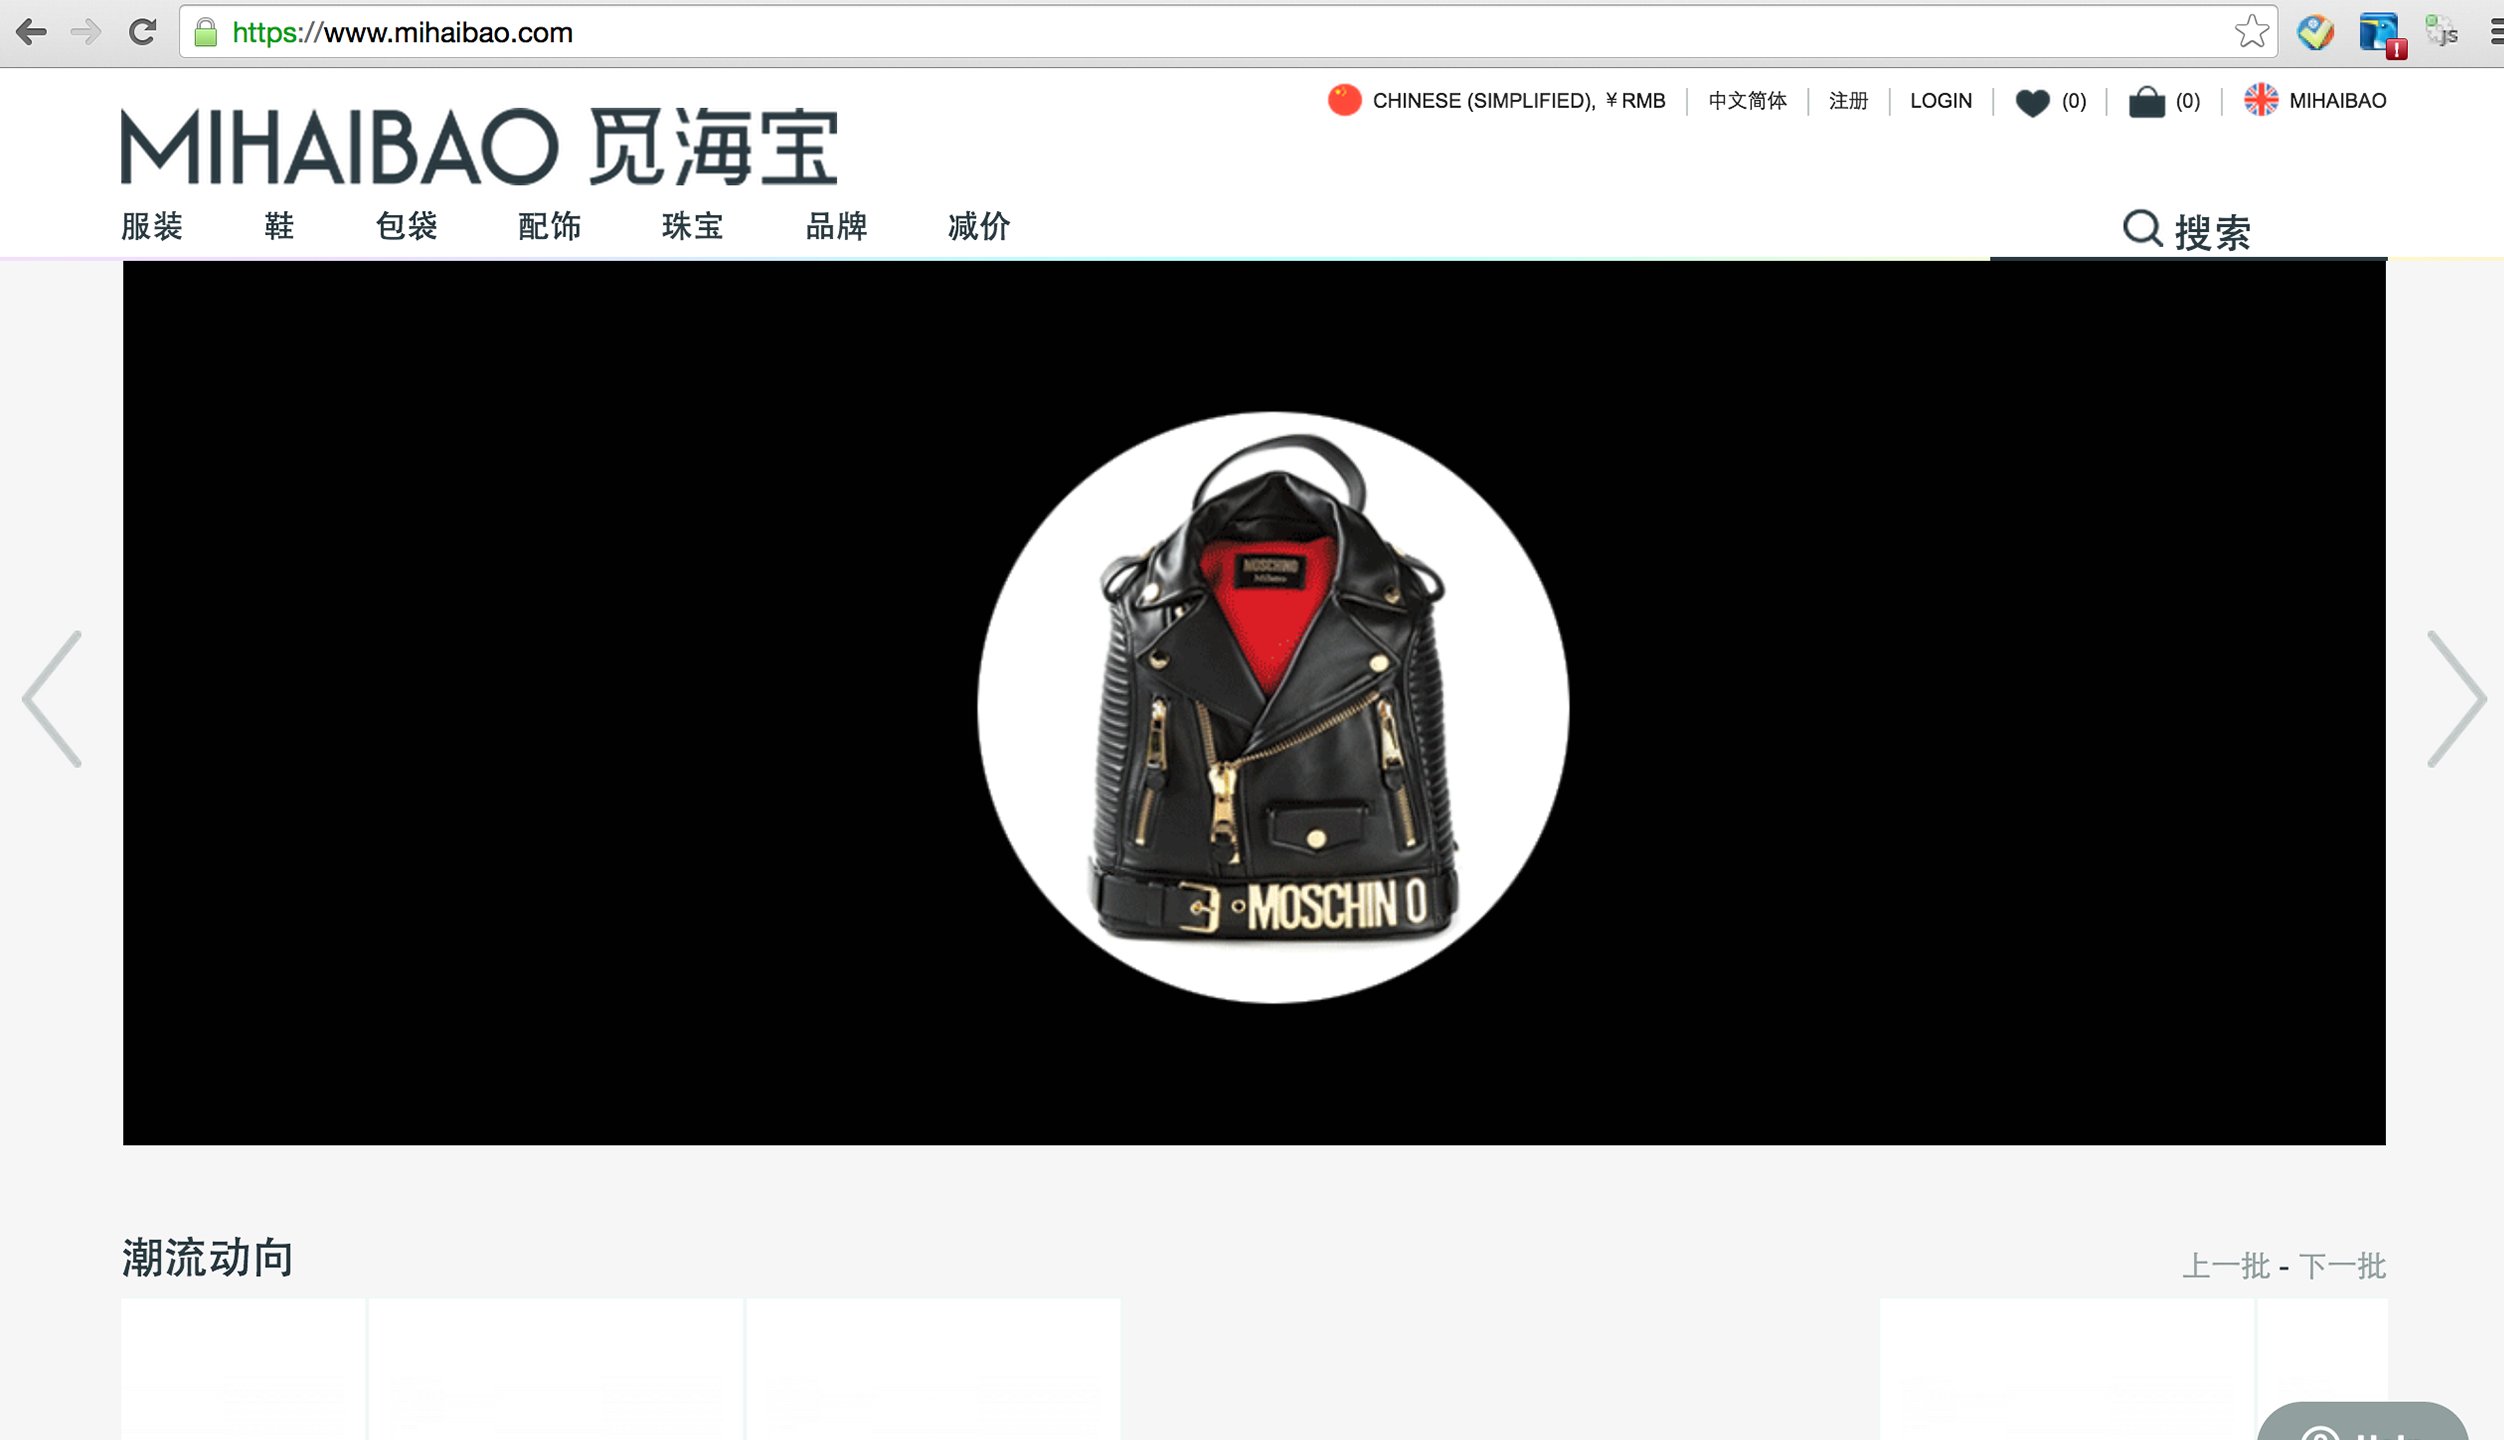 https://www.mihaibao.com
CHINESE (SIMPLIFIED), ¥ RMB
中文简体
注册
LOGIN
(0)
(0)
MIHAIBAO
MIHAIBAO 觅海宝
服装 鞋 包袋 配饰 珠宝 品牌 减价
搜索
MOSCHINO
Milano
MOSCHINO
潮流动向
上一批 - 下一批